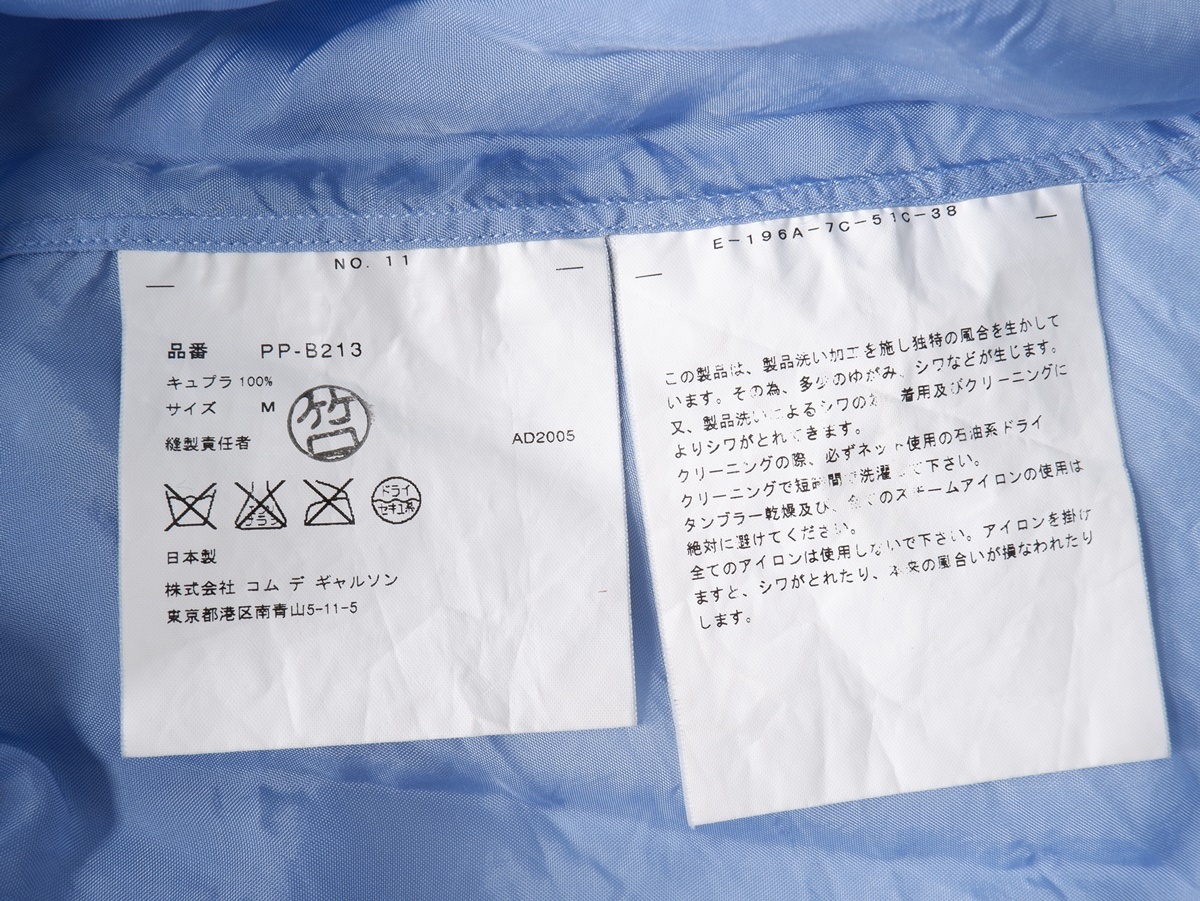 NO. 11
品番 PP-B213
キュプラ 100%
サイズ M
縫製責任者
竹口
AD2005
ドライ
セキユ系
日本製
株式会社 コム デ ギャルソン
東京都港区南青山5-11-5
E-196A-7C-51C-38
この製品は、製品洗い加工を施し独特の風合を生かして
います。その為、多少のゆがみ、シワなどが生じます。
又、製品洗いによるシワの為 着用及びクリーニングに
よりシワがとれてきます。
クリーニングの際、必ずネット使用の石油系ドライ
クリーニングで短時間で洗濯して下さい。
タンブラー乾燥及び、全てのスチームアイロンの使用は
絶対に避けてください。
全てのアイロンは使用しないで下さい。アイロンを掛け
ますと、シワがとれたり、本来の風合いが損なわれたり
します。